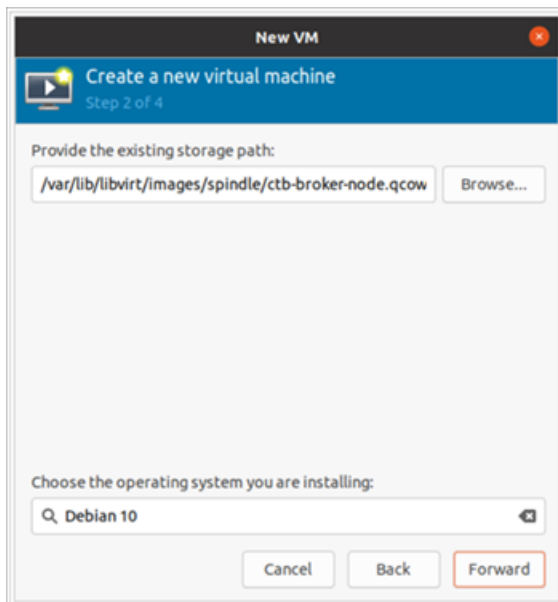 New VM
Create a new virtual machine
Step 2 of 4
Provide the existing storage path:
/var/lib/libvirt/images/spindle/ctb-broker-node.qcow
Browse...
Choose the operating system you are installing:
Debian 10
Cancel
Back
Forward